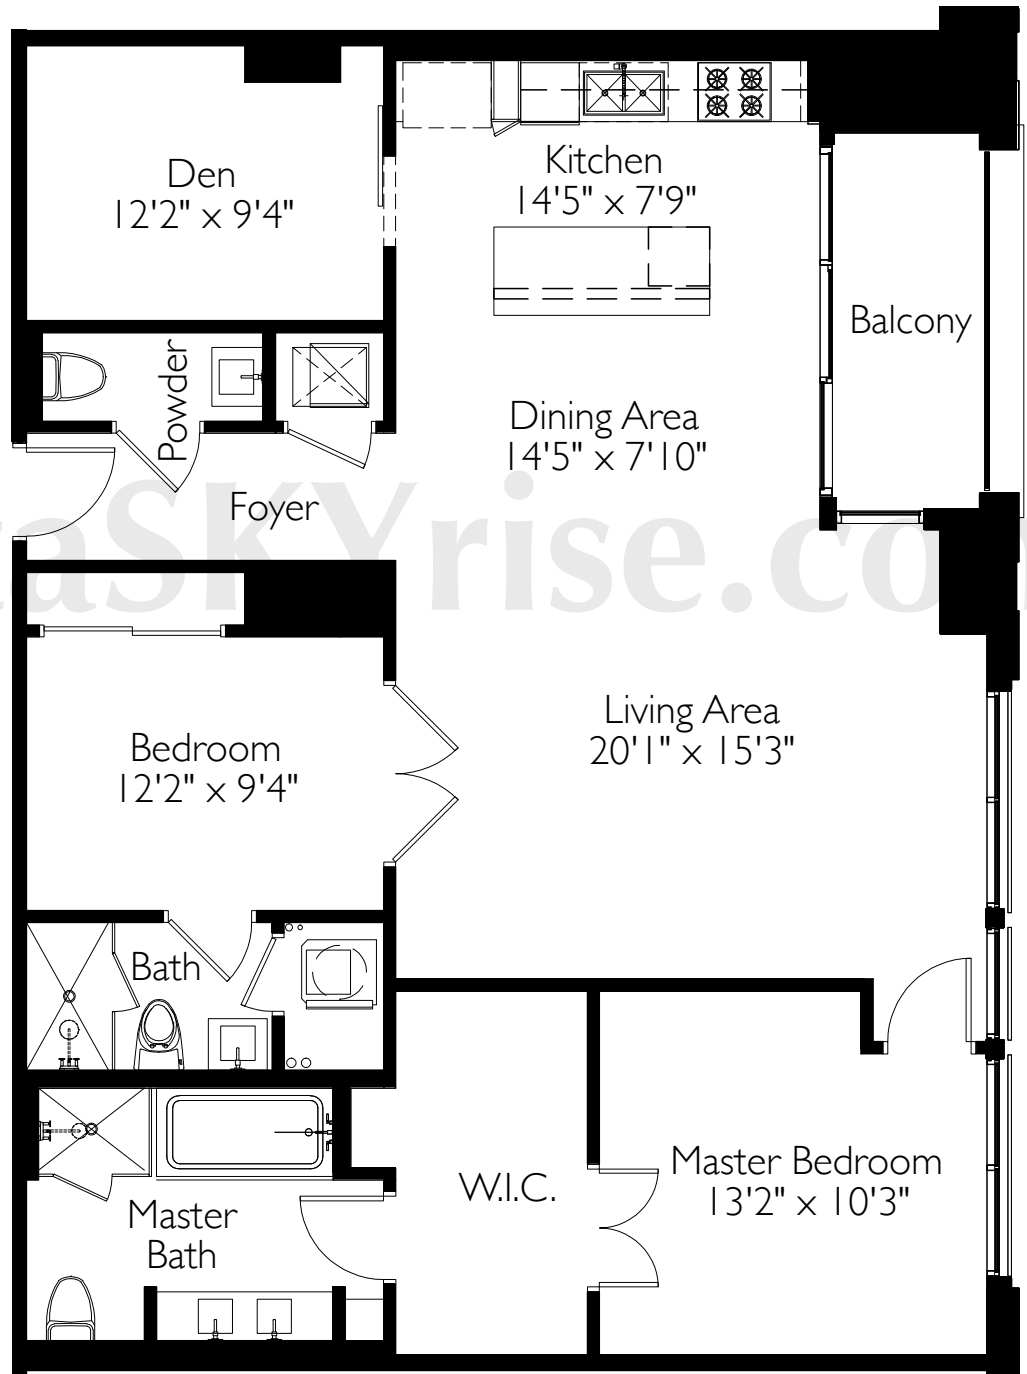 Den
12'2" x 9'4"
Kitchen
14'5" x 7'9"
Balcony
Powder
Dining Area
14'5" x 7'10"
Foyer
taSKYrise.com
Living Area
20'1" x 15'3"
Bedroom
12'2" x 9'4"
Bath
Master Bedroom
13'2" x 10'3"
W.I.C.
Master
Bath